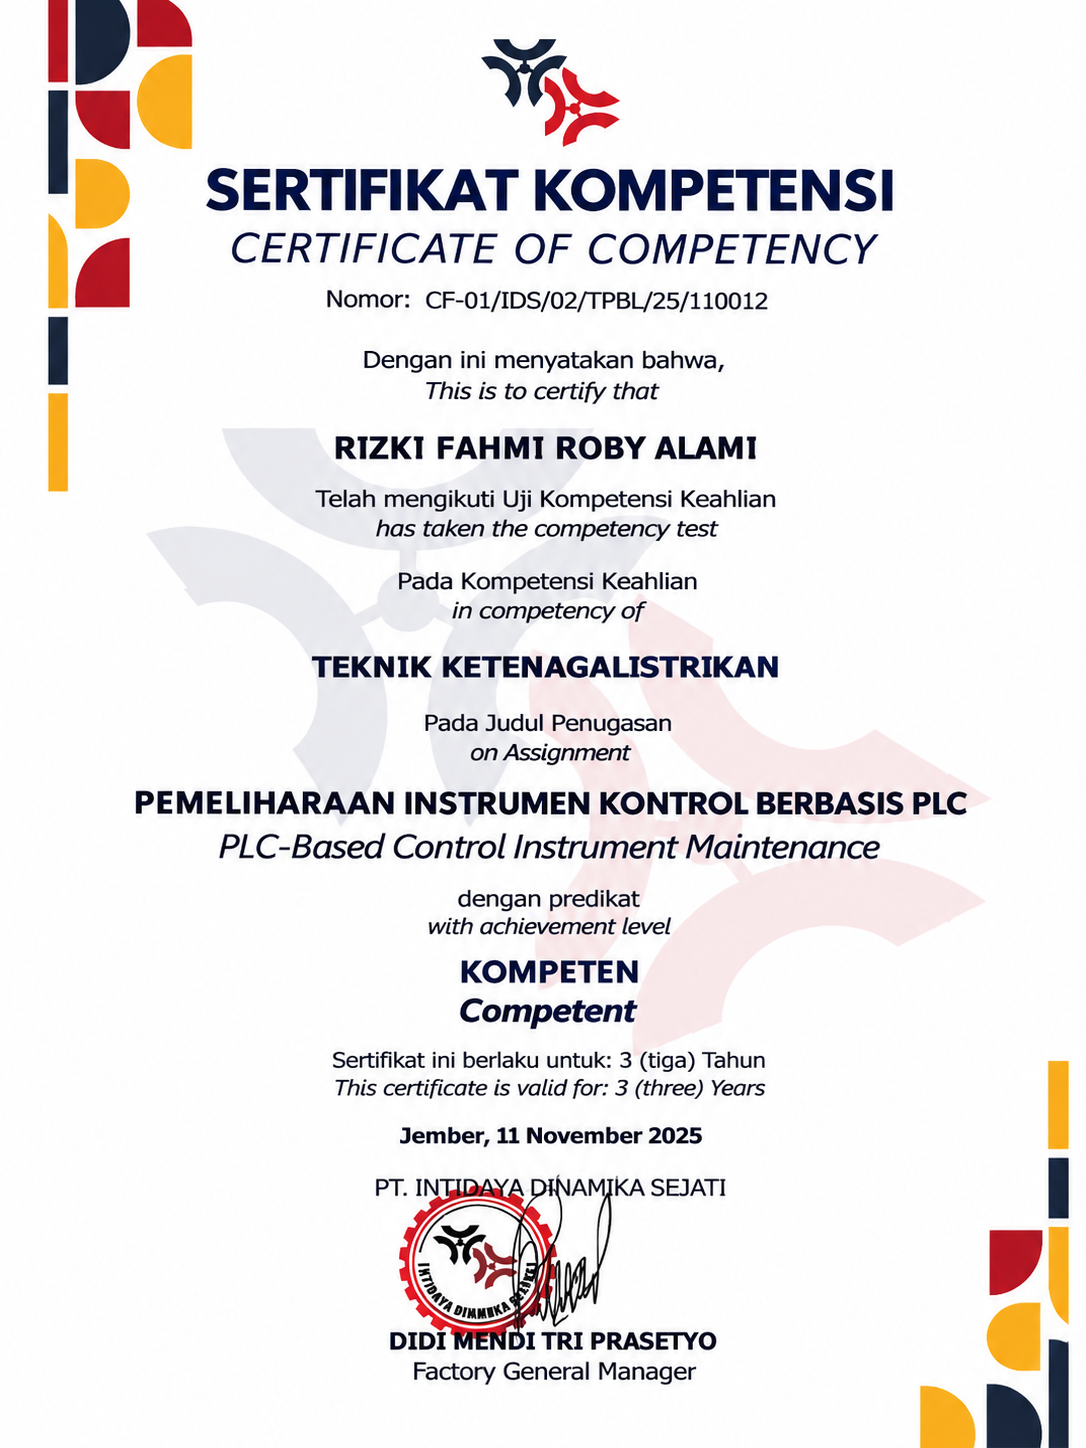 SERTIFIKAT KOMPETENSI
CERTIFICATE OF COMPETENCY
Nomor: CF-01/IDS/02/TPBL/25/110012
Dengan ini menyatakan bahwa,
This is to certify that
RIZKI FAHMI ROBY ALAMI
Telah mengikuti Uji Kompetensi Keahlian
has taken the competency test
Pada Kompetensi Keahlian
in competency of
TEKNIK KETENAGALISTRIKAN
Pada Judul Penugasan
on Assignment
PEMELIHARAAN INSTRUMEN KONTROL BERBASIS PLC
PLC-Based Control Instrument Maintenance
dengan predikat
with achievement level
KOMPETEN
Competent
Sertifikat ini berlaku untuk: 3 (tiga) Tahun
This certificate is valid for: 3 (three) Years
Jember, 11 November 2025
PT. INTIDAYA DINAMIKA SEJATI
DIDI MENDI TRI PRASETYO
Factory General Manager